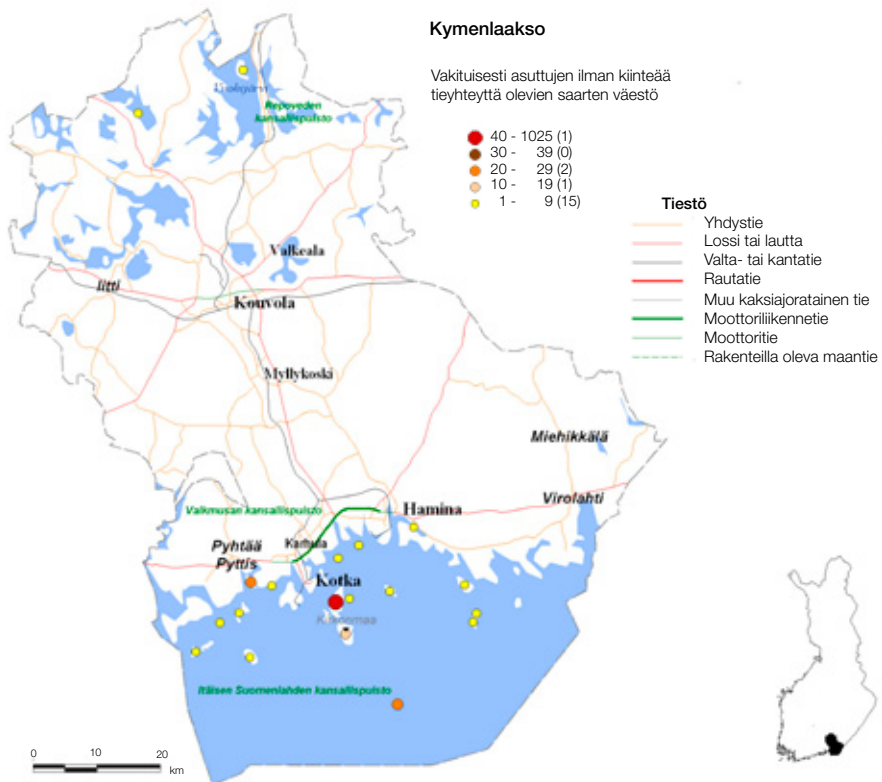 Kymenlaakso
Vakituisesti asuttujen ilman kiinteää
tieyhteyttä olevien saarten väestö
40 - 1025 (1)
30 - 39 (0)
20 - 29 (2)
10 - 19 (1)
1 - 9 (15)
Tiestö
Yhdystie
Lossi tai lautta
Valta- tai kantatie
Rautatie
Muu kaksiajoratainen tie
Moottoriliikennetie
Moottoritie
Rakenteilla oleva maantie
Repoveden
kansallispuisto
Valkeala
Iitti
Kouvola
Myllykoski
Miehikkälä
Virolahti
Hamina
Valkmusan kansallispuisto
Karhula
Pyhtää
Pyttis
Kotka
Itäisen Suomenlahden kansallispuisto
0 10 20
km